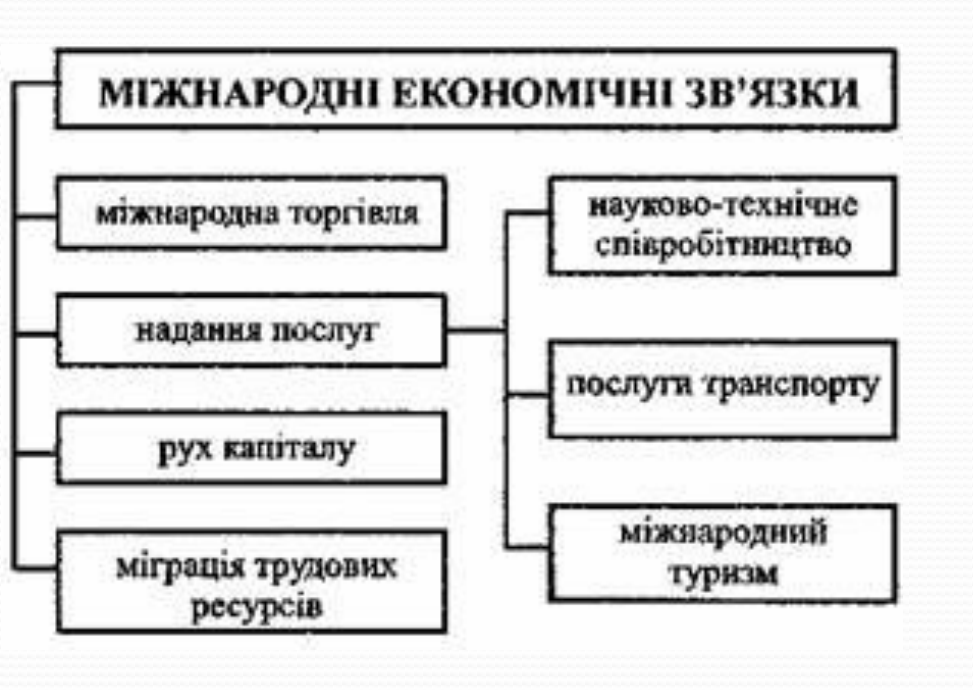 МІЖНАРОДНІ ЕКОНОМІЧНІ ЗВ’ЯЗКИ
міжнародна торгівля
надання послуг
рух капіталу
міграція трудових
ресурсів
науково-технічне
співробітництво
послуги транспорту
міжнародний
туризм